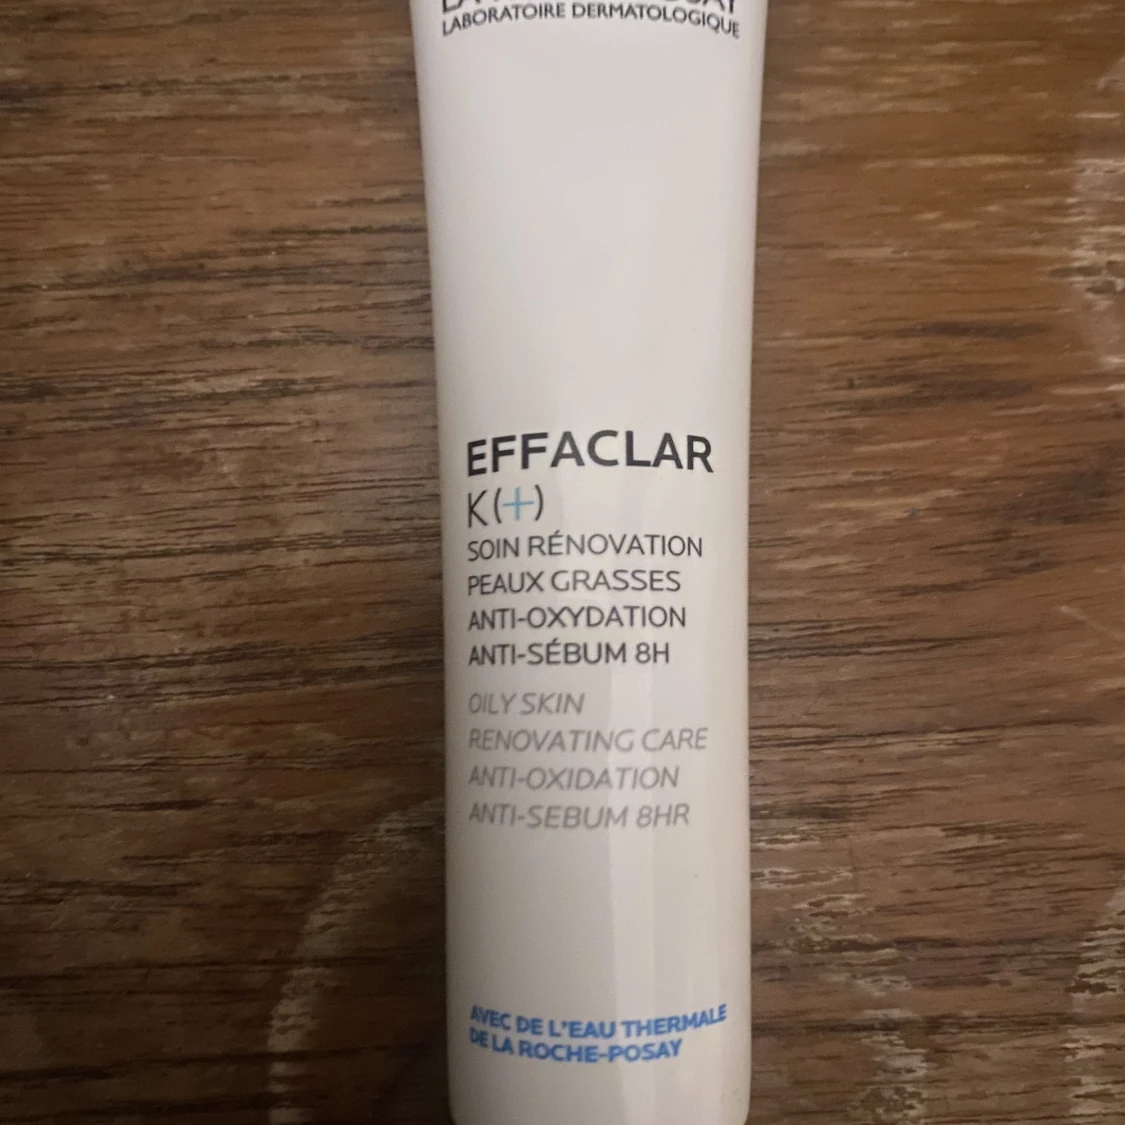 LABORATOIRE DERMATOLOGIQUE
EFFACLAR
K(+)
SOIN RÉNOVATION
PEAUX GRASSES
ANTI-OXYDATION
ANTI-SÉBUM 8H
OILY SKIN
RENOVATING CARE
ANTI-OXIDATION
ANTI-SEBUM 8HR
AVEC DE L'EAU THERMALE
DE LA ROCHE-POSAY